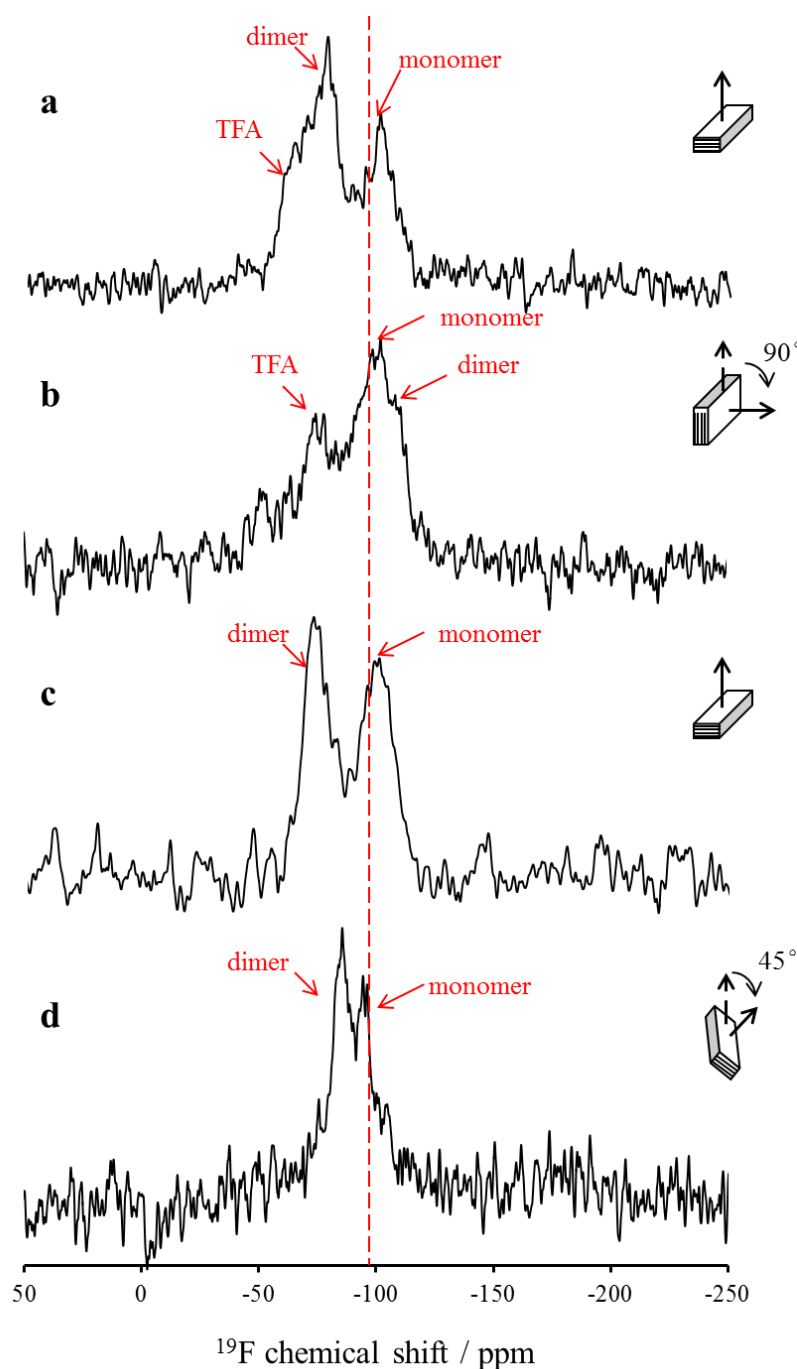 dimer
monomer
a
TFA
monomer
90°
b
TFA
dimer
dimer
monomer
c
45°
dimer
monomer
d
50 0 -50 -100 -150 -200 -250
¹⁹F chemical shift / ppm